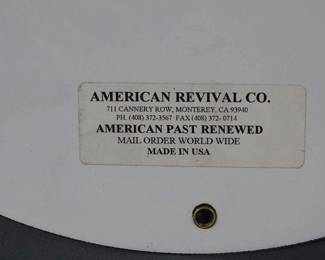 AMERICAN REVIVAL CO.
711 CANNERY ROW, MONTEREY, CA 93940
PH. (408) 372-3567 FAX (408) 372- 0714
AMERICAN PAST RENEWED
MAIL ORDER WORLD WIDE
MADE IN USA